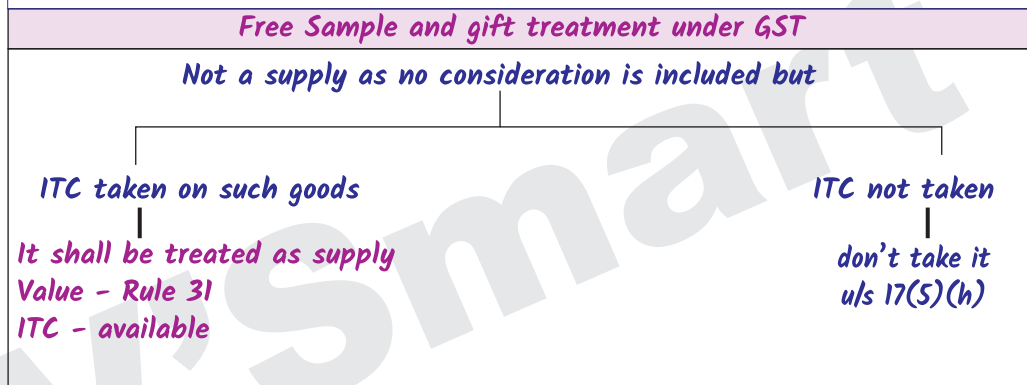 Free Sample and gift treatment under GST
Not a supply as no consideration is included but
ITC taken on such goods
It shall be treated as supply
Value - Rule 31
ITC - available
ITC not taken
don't take it
u/s 17(5)(h)
V'Smart